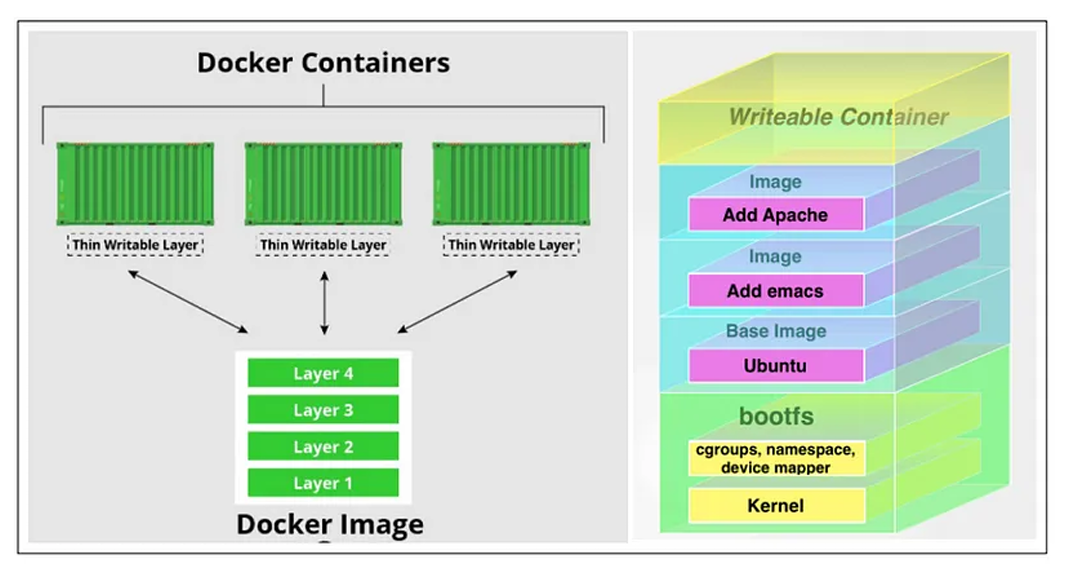 Docker Containers
Thin Writable Layer
Thin Writable Layer
Thin Writable Layer
Layer 4
Layer 3
Layer 2
Layer 1
Docker Image
Writeable Container
Image
Add Apache
Image
Add emacs
Base Image
Ubuntu
bootfs
cgroups, namespace,
device mapper
Kernel